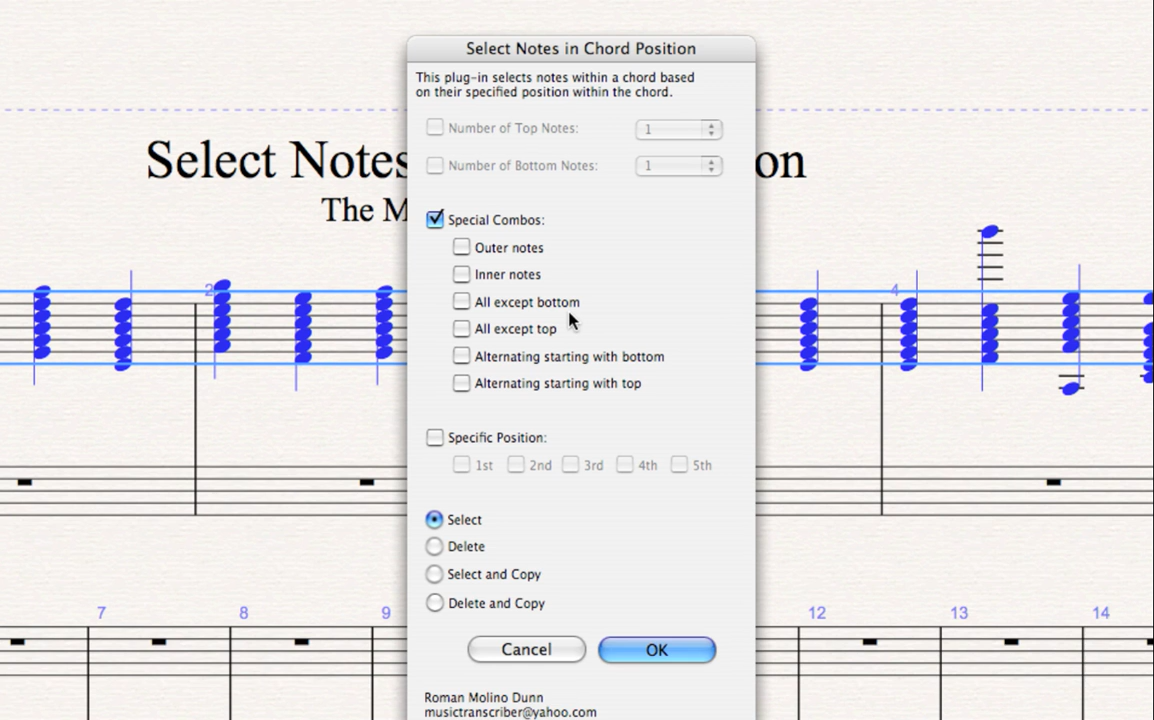 Select Notes in Chord Position
This plug-in selects notes within a chord based
on their specified position within the chord.
Number of Top Notes: 1
Number of Bottom Notes: 1
Select Notes
on
The M
Special Combos:
Outer notes
Inner notes
2
4
All except bottom
All except top
Alternating starting with bottom
Alternating starting with top
Specific Position:
1st 2nd 3rd 4th 5th
Select
Delete
Select and Copy
Delete and Copy
7 8 9 12 13 14
Cancel OK
Roman Molino Dunn
musictranscriber@yahoo.com